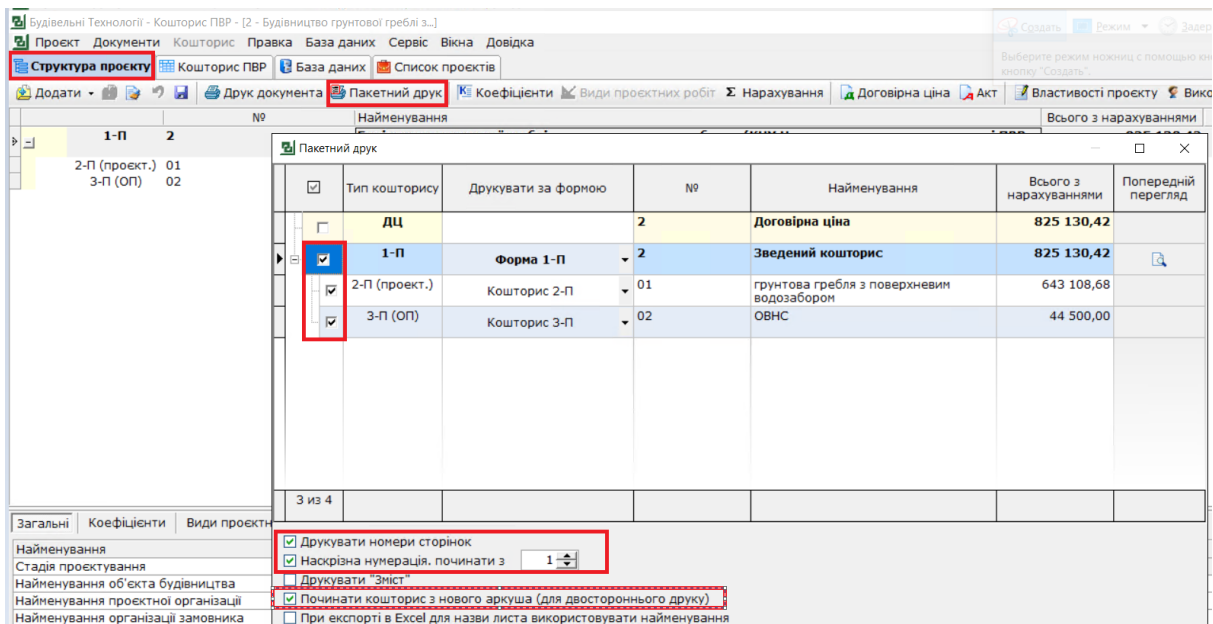 Будівельні Технології - Кошторис ПВР - [2 - Будівництво грунтової греблі з...]
Проєкт Документи Кошторис Правка База даних Сервіс Вікна Довідка
Создать Режим Задер
Выберите режим ножниц с помощью кн
кнопку "Создать".
Структура проєкту Кошторис ПВР База даних Список проєктів
Додати Друк документа Пакетний друк Коефіцієнти Види проєктних робіт Σ Нарахування Договірна ціна Акт Властивості проєкту Вико
№ Найменування Всього з нарахуваннями
1-П 2
2-П (проєкт.) 01
3-П (ОП) 02
Пакетний друк
Тип кошторису Друкувати за формою № Найменування Всього з нарахуваннями Попередній перегляд
ДЦ 2 Договірна ціна 825 130,42
1-П Форма 1-П 2 Зведений кошторис 825 130,42
2-П (проект.) Кошторис 2-П 01 грунтова гребля з поверхневим водозабором 643 108,68
3-П (ОП) Кошторис 3-П 02 ОВНС 44 500,00
3 из 4
Загальні Коефіцієнти Види проєктн
Найменування
Стадія проєктування
Найменування об'єкта будівництва
Найменування проєктної організації
Найменування організації замовника
Друкувати номери сторінок
Наскрізна нумерація. починати з 1
Друкувати "Зміст"
Починати кошторис з нового аркуша (для двостороннього друку)
При експорті в Excel для назви листа використовувати найменування